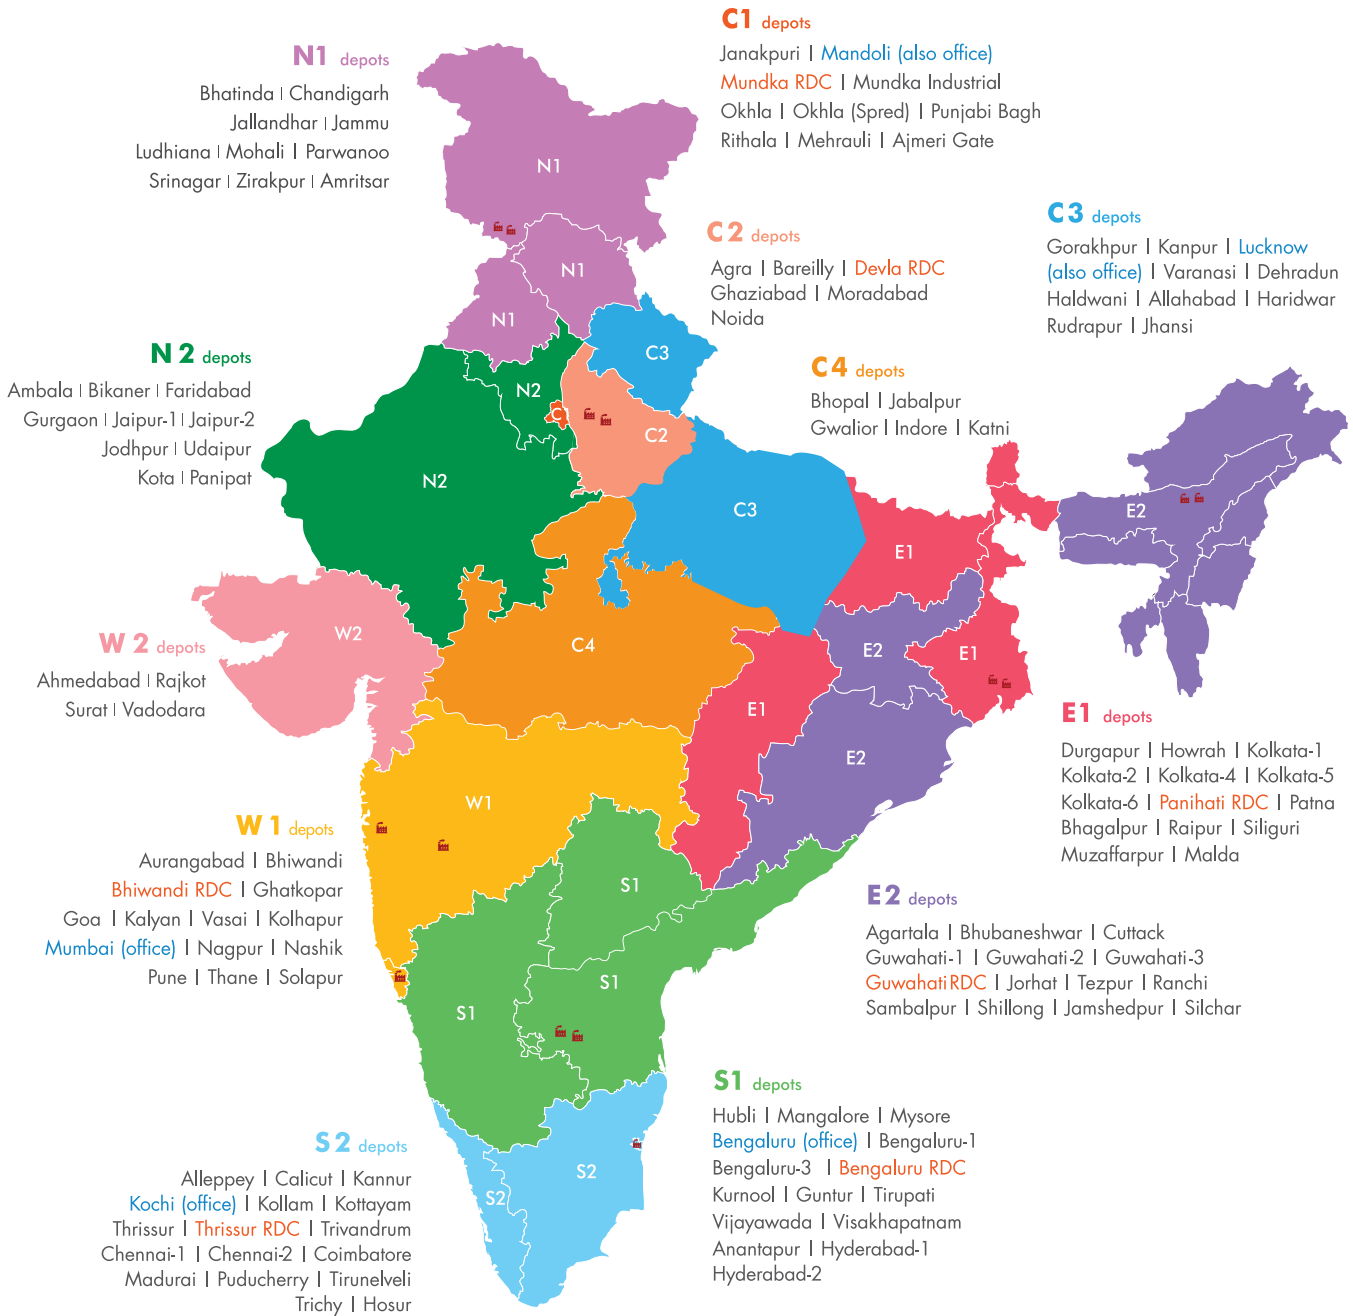 C1 depots
Janakpuri | Mandoli (also office)
Mundka RDC | Mundka Industrial
Okhla | Okhla (Spred) | Punjabi Bagh
Rithala | Mehrauli | Ajmeri Gate
N1 depots
Bhatinda | Chandigarh
Jallandhar | Jammu
Ludhiana | Mohali | Parwanoo
Srinagar | Zirakpur | Amritsar
C2 depots
Agra | Bareilly | Devla RDC
Ghaziabad | Moradabad
Noida
C3 depots
Gorakhpur | Kanpur | Lucknow
(also office) | Varanasi | Dehradun
Haldwani | Allahabad | Haridwar
Rudrapur | Jhansi
N2 depots
Ambala | Bikaner | Faridabad
Gurgaon | Jaipur-1 | Jaipur-2
Jodhpur | Udaipur
Kota | Panipat
C4 depots
Bhopal | Jabalpur
Gwalior | Indore | Katni
N1
N1
N1
C3
N2
C1
C2
N2
C3
E2
E1
W2
C4
E2
E1
E1
E2
W1
S1
S1
S1
S2
S2
W2 depots
Ahmedabad | Rajkot
Surat | Vadodara
E1 depots
Durgapur | Howrah | Kolkata-1
Kolkata-2 | Kolkata-4 | Kolkata-5
Kolkata-6 | Panihati RDC | Patna
Bhagalpur | Raipur | Siliguri
Muzaffarpur | Malda
W1 depots
Aurangabad | Bhiwandi
Bhiwandi RDC | Ghatkopar
Goa | Kalyan | Vasai | Kolhapur
Mumbai (office) | Nagpur | Nashik
Pune | Thane | Solapur
E2 depots
Agartala | Bhubaneshwar | Cuttack
Guwahati-1 | Guwahati-2 | Guwahati-3
Guwahati RDC | Jorhat | Tezpur | Ranchi
Sambalpur | Shillong | Jamshedpur | Silchar
S1 depots
Hubli | Mangalore | Mysore
Bengaluru (office) | Bengaluru-1
Bengaluru-3 | Bengaluru RDC
Kurnool | Guntur | Tirupati
Vijayawada | Visakhapatnam
Anantapur | Hyderabad-1
Hyderabad-2
S2 depots
Alleppey | Calicut | Kannur
Kochi (office) | Kollam | Kottayam
Thrissur | Thrissur RDC | Trivandrum
Chennai-1 | Chennai-2 | Coimbatore
Madurai | Puducherry | Tirunelveli
Trichy | Hosur